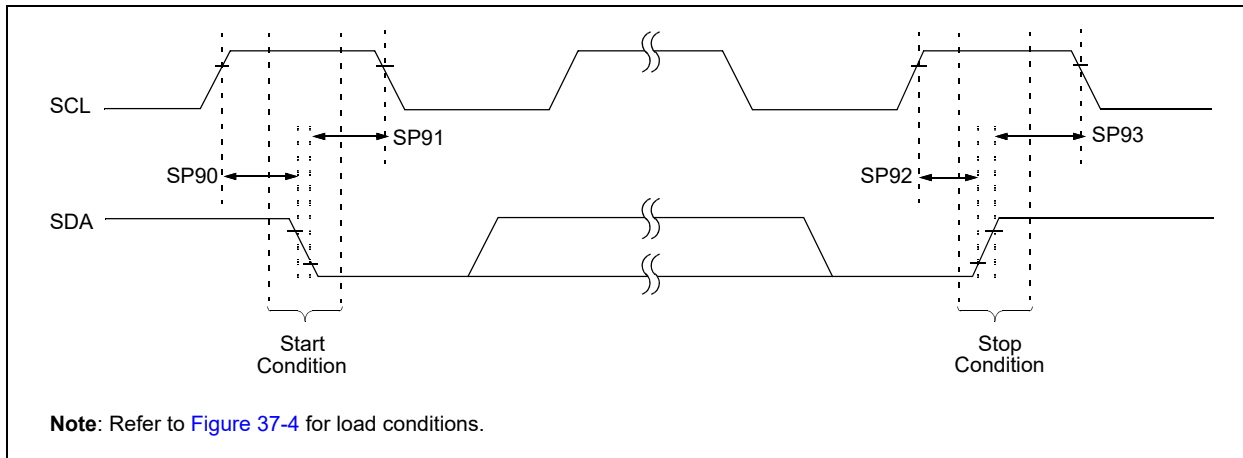 SCL
SP91
SP93
SP90
SP92
SDA
Start
Condition
Stop
Condition
Note: Refer to Figure 37-4 for load conditions.